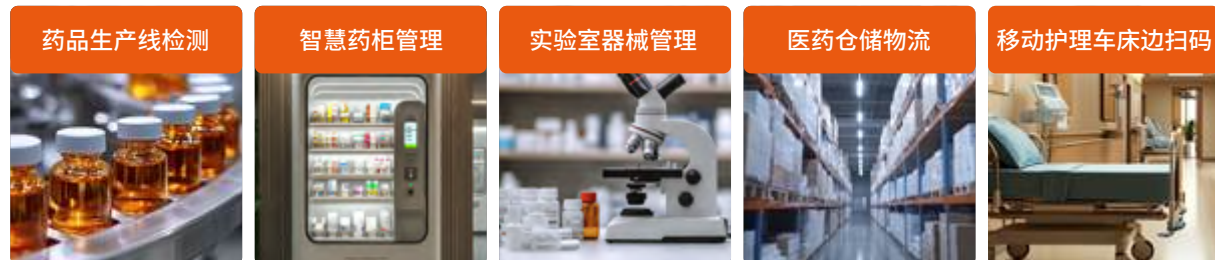 药品生产线检测
智慧药柜管理
实验室器械管理
医药仓储物流
移动护理车床边扫码